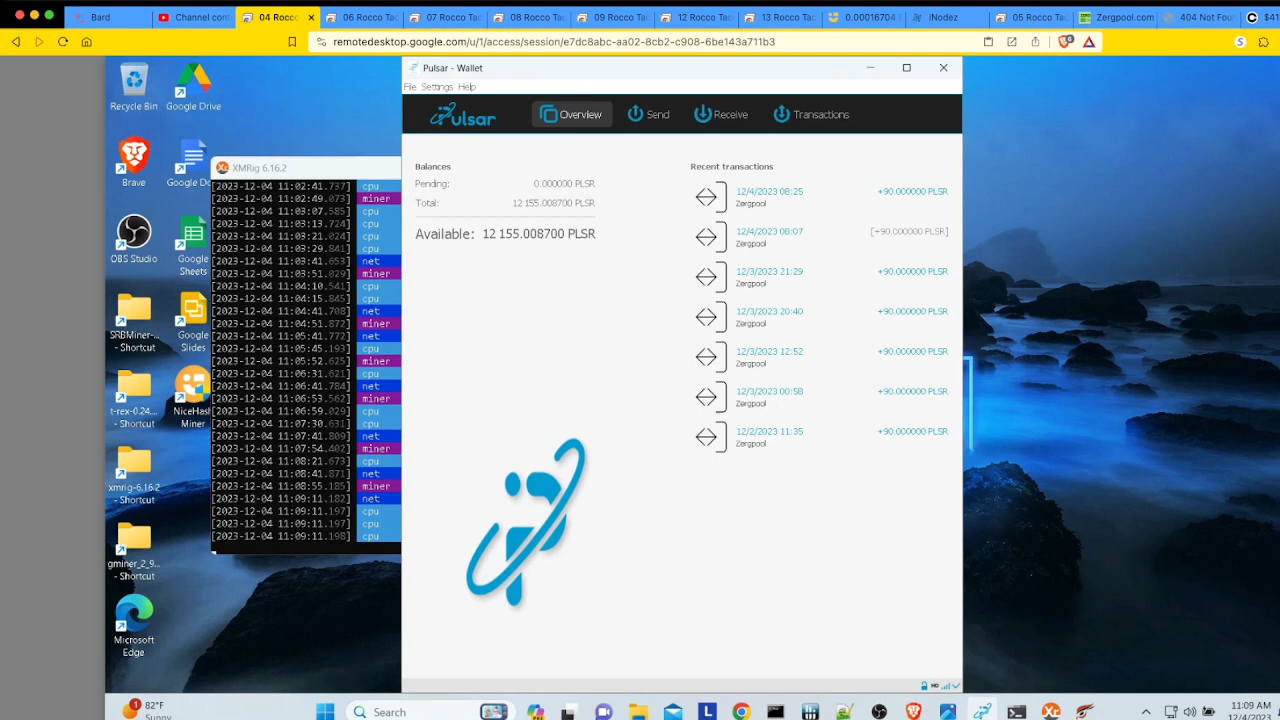 Bard
Channel cont
04 Rocco
06 Rocco Tac
07 Rocco Tac
08 Rocco Tac
09 Rocco Tac
12 Rocco Tac
13 Rocco Tac
0.00016704
iNodez
05 Rocco Tac
Zergpool.com
404 Not Foun
$41
remotedesktop.google.com/u/1/access/session/e7dc8abc-aa02-8cb2-c908-6be143a711b3
Recycle Bin
Google Drive
Brave
Google Do
OBS Studio
Google
Sheets
SRBMiner-
- Shortcut
Google
Slides
t-rex-0.24...
- Shortcut
NiceHash
Miner
xmrig-6.16.2
- Shortcut
gminer_2_9...
- Shortcut
Microsoft
Edge
XMRig 6.16.2
[2023-12-04 11:02:41.737] cpu
[2023-12-04 11:02:49.073] miner
[2023-12-04 11:03:07.585] cpu
[2023-12-04 11:03:13.724] cpu
[2023-12-04 11:03:21.024] cpu
[2023-12-04 11:03:29.841] cpu
[2023-12-04 11:03:41.653] net
[2023-12-04 11:03:51.029] miner
[2023-12-04 11:04:10.541] cpu
[2023-12-04 11:04:15.845] cpu
[2023-12-04 11:04:41.708] net
[2023-12-04 11:04:51.872] miner
[2023-12-04 11:05:41.772] net
[2023-12-04 11:05:45.193] cpu
[2023-12-04 11:05:52.625] miner
[2023-12-04 11:06:31.621] cpu
[2023-12-04 11:06:41.784] net
[2023-12-04 11:06:53.562] miner
[2023-12-04 11:06:59.029] cpu
[2023-12-04 11:07:30.631] cpu
[2023-12-04 11:07:41.809] net
[2023-12-04 11:07:54.402] miner
[2023-12-04 11:08:21.673] cpu
[2023-12-04 11:08:41.871] net
[2023-12-04 11:08:55.185] miner
[2023-12-04 11:09:11.182] net
[2023-12-04 11:09:11.197] cpu
[2023-12-04 11:09:11.197] cpu
[2023-12-04 11:09:11.198] cpu
Pulsar - Wallet
File Settings Help
Pulsar
Overview
Send
Receive
Transactions
Balances
Pending: 0.000000 PLSR
Total: 12 155.008700 PLSR
Available: 12 155.008700 PLSR
Recent transactions
12/4/2023 08:25 +90.000000 PLSR
Zergpool
12/4/2023 08:07 [+90.000000 PLSR]
Zergpool
12/3/2023 21:29 +90.000000 PLSR
Zergpool
12/3/2023 20:40 +90.000000 PLSR
Zergpool
12/3/2023 12:52 +90.000000 PLSR
Zergpool
12/3/2023 00:58 +90.000000 PLSR
Zergpool
12/2/2023 11:35 +90.000000 PLSR
Zergpool
HD
1
82°F
Sunny
Search
11:09 AM
12/4/202